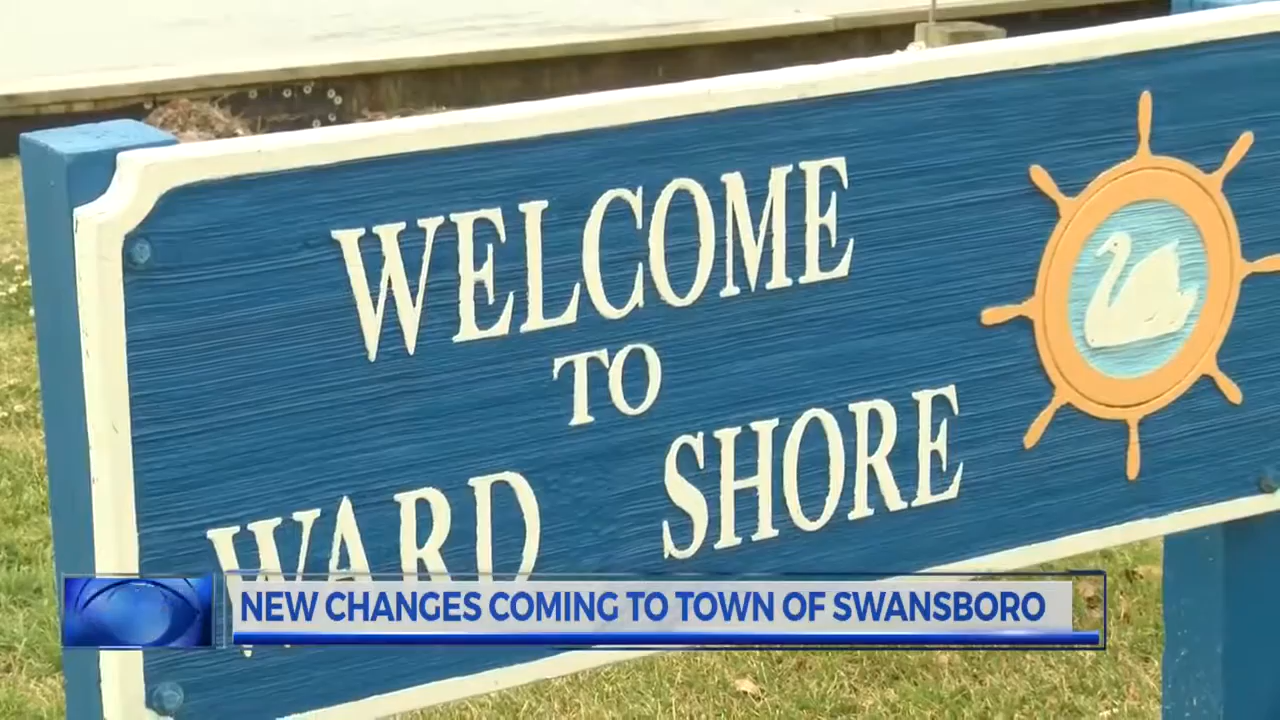 WELCOME
TO
WARD SHORE
NEW CHANGES COMING TO TOWN OF SWANSBORO